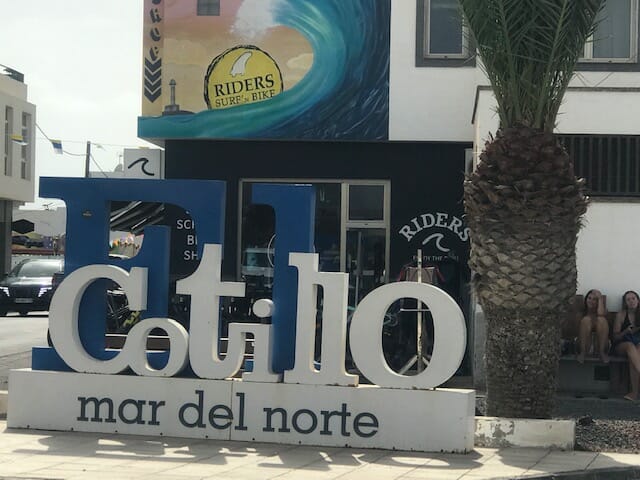 RIDERS
SURF'n BIKE
RIDERS
El
Cotillo
mar del norte